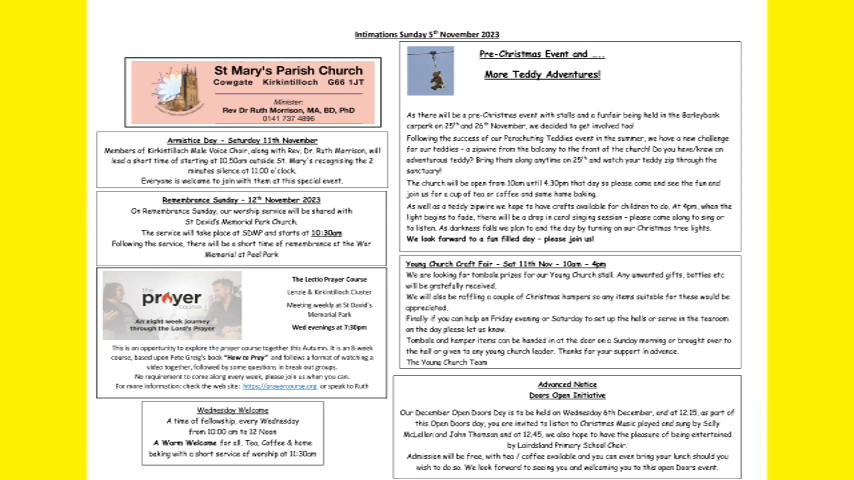 Intimations Sunday 5th November 2023
St Mary's Parish Church
Cowgate Kirkintilloch G66 1JT
Minister:
Rev Dr Ruth Morrison, MA, BD, PhD
0141 737 4896
Armistice Day - Saturday 11th November
Members of Kirkintilloch Male Voice Choir, along with Rev. Dr. Ruth Morrison, will
lead a short time of starting at 10.50am outside St. Mary's recognising the 2
minutes silence at 11:00 o'clock.
Everyone is welcome to join with them at this special event.
Remembrance Sunday - 12th November 2023
On Remembrance Sunday, our worship service will be shared with
St David's Memorial Park Church.
The service will take place at SDMP and starts at 10:30am
Following the service, there will be a short time of remembrance at the War
Memorial at Peel Park
the
prayer
course
An eight week journey
through the Lord's Prayer
The Lectio Prayer Course
Lenzie & Kirkintilloch Cluster
Meeting weekly at St David's
Memorial Park
Wed evenings at 7:30pm
This is an opportunity to explore the prayer course together this Autumn. It is an 8-week
course, based upon Pete Greig's book "How to Pray" and follows a format of watching a
video together, followed by some questions in break out groups.
No requirement to come along every week, please join us when you can.
For more information: check the web site: https://prayercourse.org or speak to Ruth
Wednesday Welcome
A time of fellowship, every Wednesday
from 10:00 am to 12 Noon
A Warm Welcome for all. Tea, Coffee & home
baking with a short service of worship at 11:30am
Pre-Christmas Event and .....
More Teddy Adventures!
As there will be a pre-Christmas event with stalls and a funfair being held in the Barleybank
carpark on 25th and 26th November, we decided to get involved too!
Following the success of our Parachuting Teddies event in the summer, we have a new challenge
for our teddies - a zipwire from the balcony to the front of the church! Do you have/know an
adventurous teddy? Bring them along anytime on 25th and watch your teddy zip through the
sanctuary!
The church will be open from 10am until 4.30pm that day so please come and see the fun and
join us for a cup of tea or coffee and some home baking.
As well as a teddy zipwire we hope to have crafts available for children to do. At 4pm, when the
light begins to fade, there will be a drop in carol singing session - please come along to sing or
to listen. As darkness falls we plan to end the day by turning on our Christmas tree lights.
We look forward to a fun filled day - please join us!
Young Church Craft Fair - Sat 11th Nov - 10am - 4pm
We are looking for tombola prizes for our Young Church stall. Any unwanted gifts, bottles etc
will be gratefully received.
We will also be raffling a couple of Christmas hampers so any items suitable for these would be
appreciated.
Finally if you can help on Friday evening or Saturday to set up the halls or serve in the tearoom
on the day please let us know.
Tombola and hamper items can be handed in at the door on a Sunday morning or brought over to
the hall or given to any young church leader. Thanks for your support in advance.
The Young Church Team
Advanced Notice
Doors Open Initiative
Our December Open Doors Day is to be held on Wednesday 6th December, and at 12.15, as part of
this Open Doors day, you are invited to listen to Christmas Music played and sung by Sally
McLellan and John Thomson and at 12.45, we also hope to have the pleasure of being entertained
by Lairdsland Primary School Choir.
Admission will be free, with tea / coffee available and you can even bring your lunch should you
wish to do so. We look forward to seeing you and welcoming you to this open Doors event.